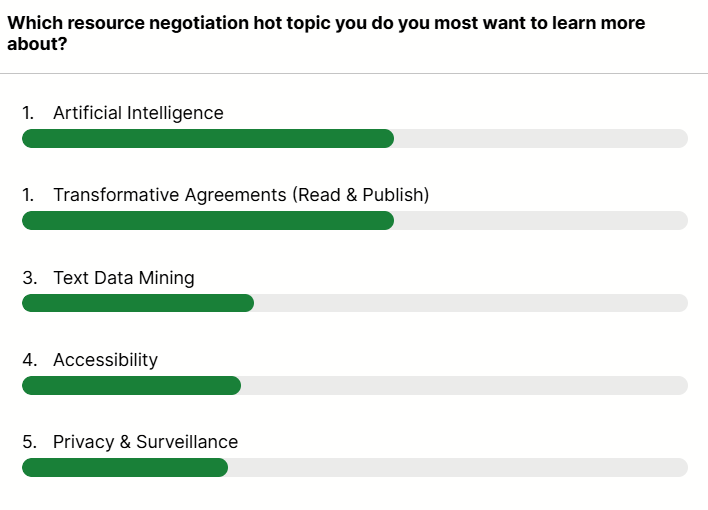 Which resource negotiation hot topic you do you most want to learn more
about?
1. Artificial Intelligence
1. Transformative Agreements (Read & Publish)
3. Text Data Mining
4. Accessibility
5. Privacy & Surveillance